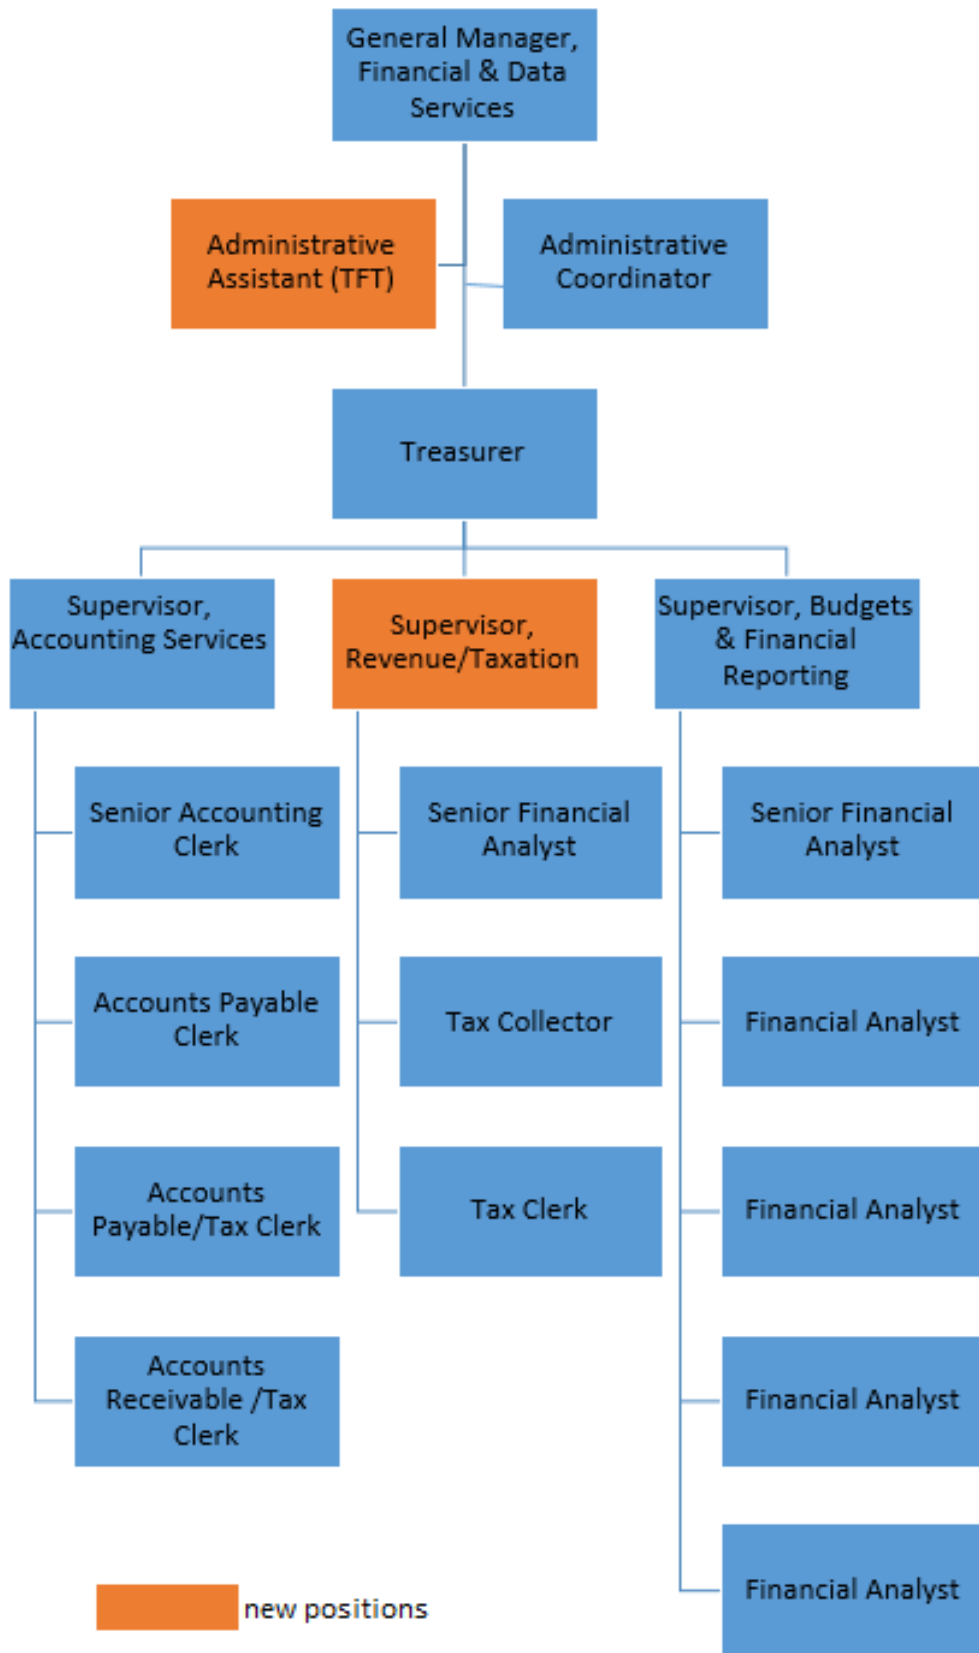 General Manager,
Financial & Data
Services
Administrative
Assistant (TFT)
Administrative
Coordinator
Treasurer
Supervisor,
Accounting Services
Supervisor,
Revenue/Taxation
Supervisor, Budgets
& Financial
Reporting
Senior Accounting
Clerk
Senior Financial
Analyst
Senior Financial
Analyst
Accounts Payable
Clerk
Tax Collector
Financial Analyst
Accounts
Payable/Tax Clerk
Tax Clerk
Financial Analyst
Accounts
Receivable /Tax
Clerk
Financial Analyst
Financial Analyst
new positions